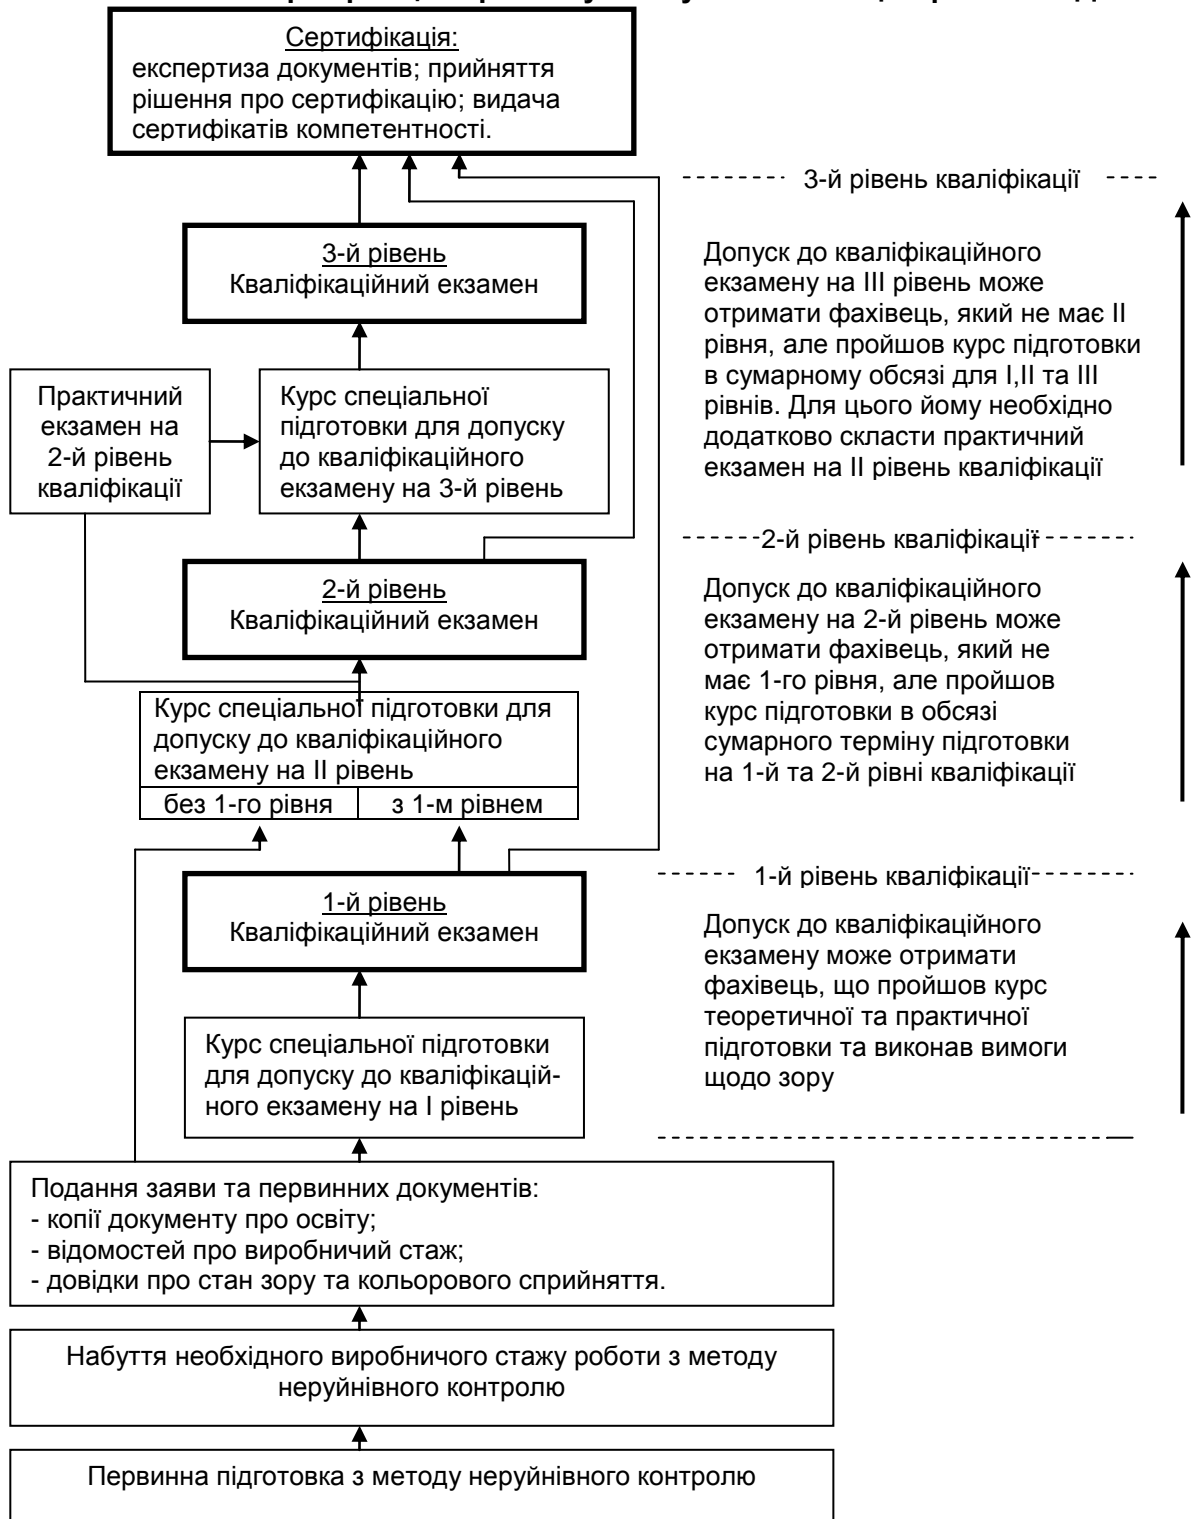 Сертифікація:
експертиза документів; прийняття
рішення про сертифікацію; видача
сертифікатів компетентності.
3-й рівень кваліфікації
3-й рівень
Кваліфікаційний екзамен
Допуск до кваліфікаційного
екзамену на III рівень може
отримати фахівець, який не має II
рівня, але пройшов курс підготовки
в сумарному обсязі для I,II та III
рівнів. Для цього йому необхідно
додатково скласти практичний
екзамен на II рівень кваліфікації
Практичний
екзамен на
2-й рівень
кваліфікації
Курс спеціальної
підготовки для допуску
до кваліфікаційного
екзамену на 3-й рівень
2-й рівень кваліфікації
2-й рівень
Кваліфікаційний екзамен
Допуск до кваліфікаційного
екзамену на 2-й рівень може
отримати фахівець, який не
має 1-го рівня, але пройшов
курс підготовки в обсязі
сумарного терміну підготовки
на 1-й та 2-й рівні кваліфікації
Курс спеціальної підготовки для
допуску до кваліфікаційного
екзамену на II рівень
без 1-го рівня
з 1-м рівнем
1-й рівень кваліфікації
1-й рівень
Кваліфікаційний екзамен
Допуск до кваліфікаційного
екзамену може отримати
фахівець, що пройшов курс
теоретичної та практичної
підготовки та виконав вимоги
щодо зору
Курс спеціальної підготовки
для допуску до кваліфікацій-
ного екзамену на I рівень
Подання заяви та первинних документів:
- копії документу про освіту;
- відомостей про виробничий стаж;
- довідки про стан зору та кольорового сприйняття.
Набуття необхідного виробничого стажу роботи з методу
неруйнівного контролю
Первинна підготовка з методу неруйнівного контролю